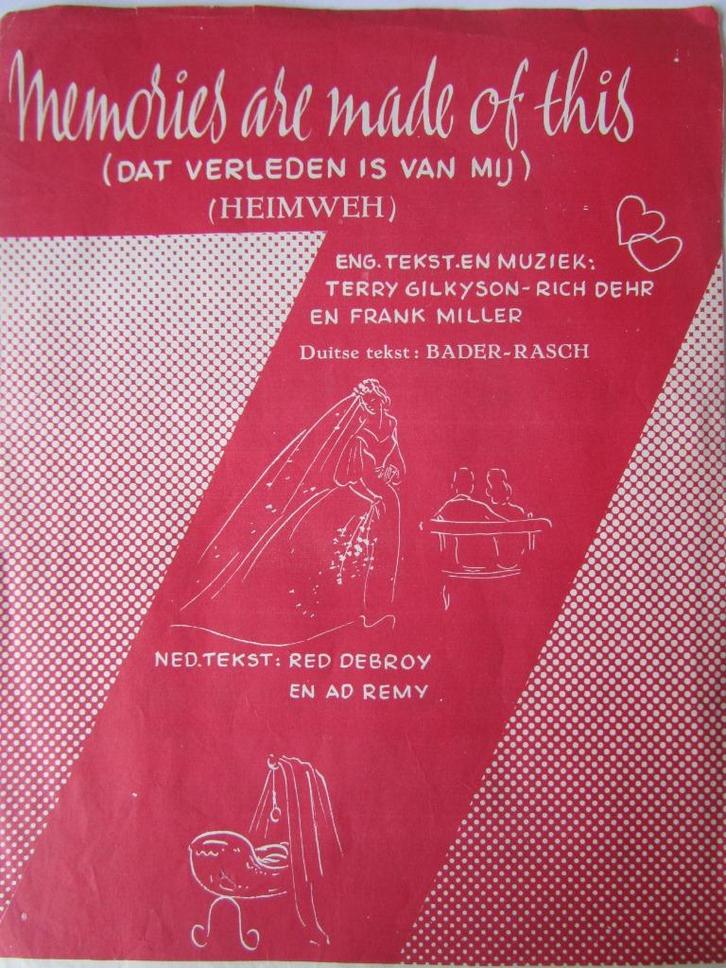 Memories are made of this
(DAT VERLEDEN IS VAN MIJ)
(HEIMWEH)
ENG. TEKST.EN MUZIEK:
TERRY GILKYSON-RICH DEHR
EN FRANK MILLER
Duitse tekst: BADER-RASCH
NED.TEKST: RED DEBROY
EN AD REMY